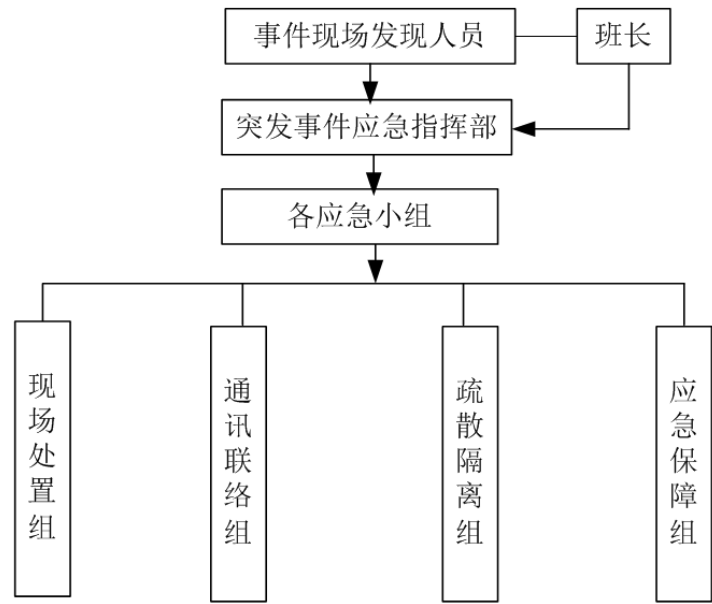 事件现场发现人员
班长
突发事件应急指挥部
各应急小组
现场处置组
通讯联络组
疏散隔离组
应急保障组